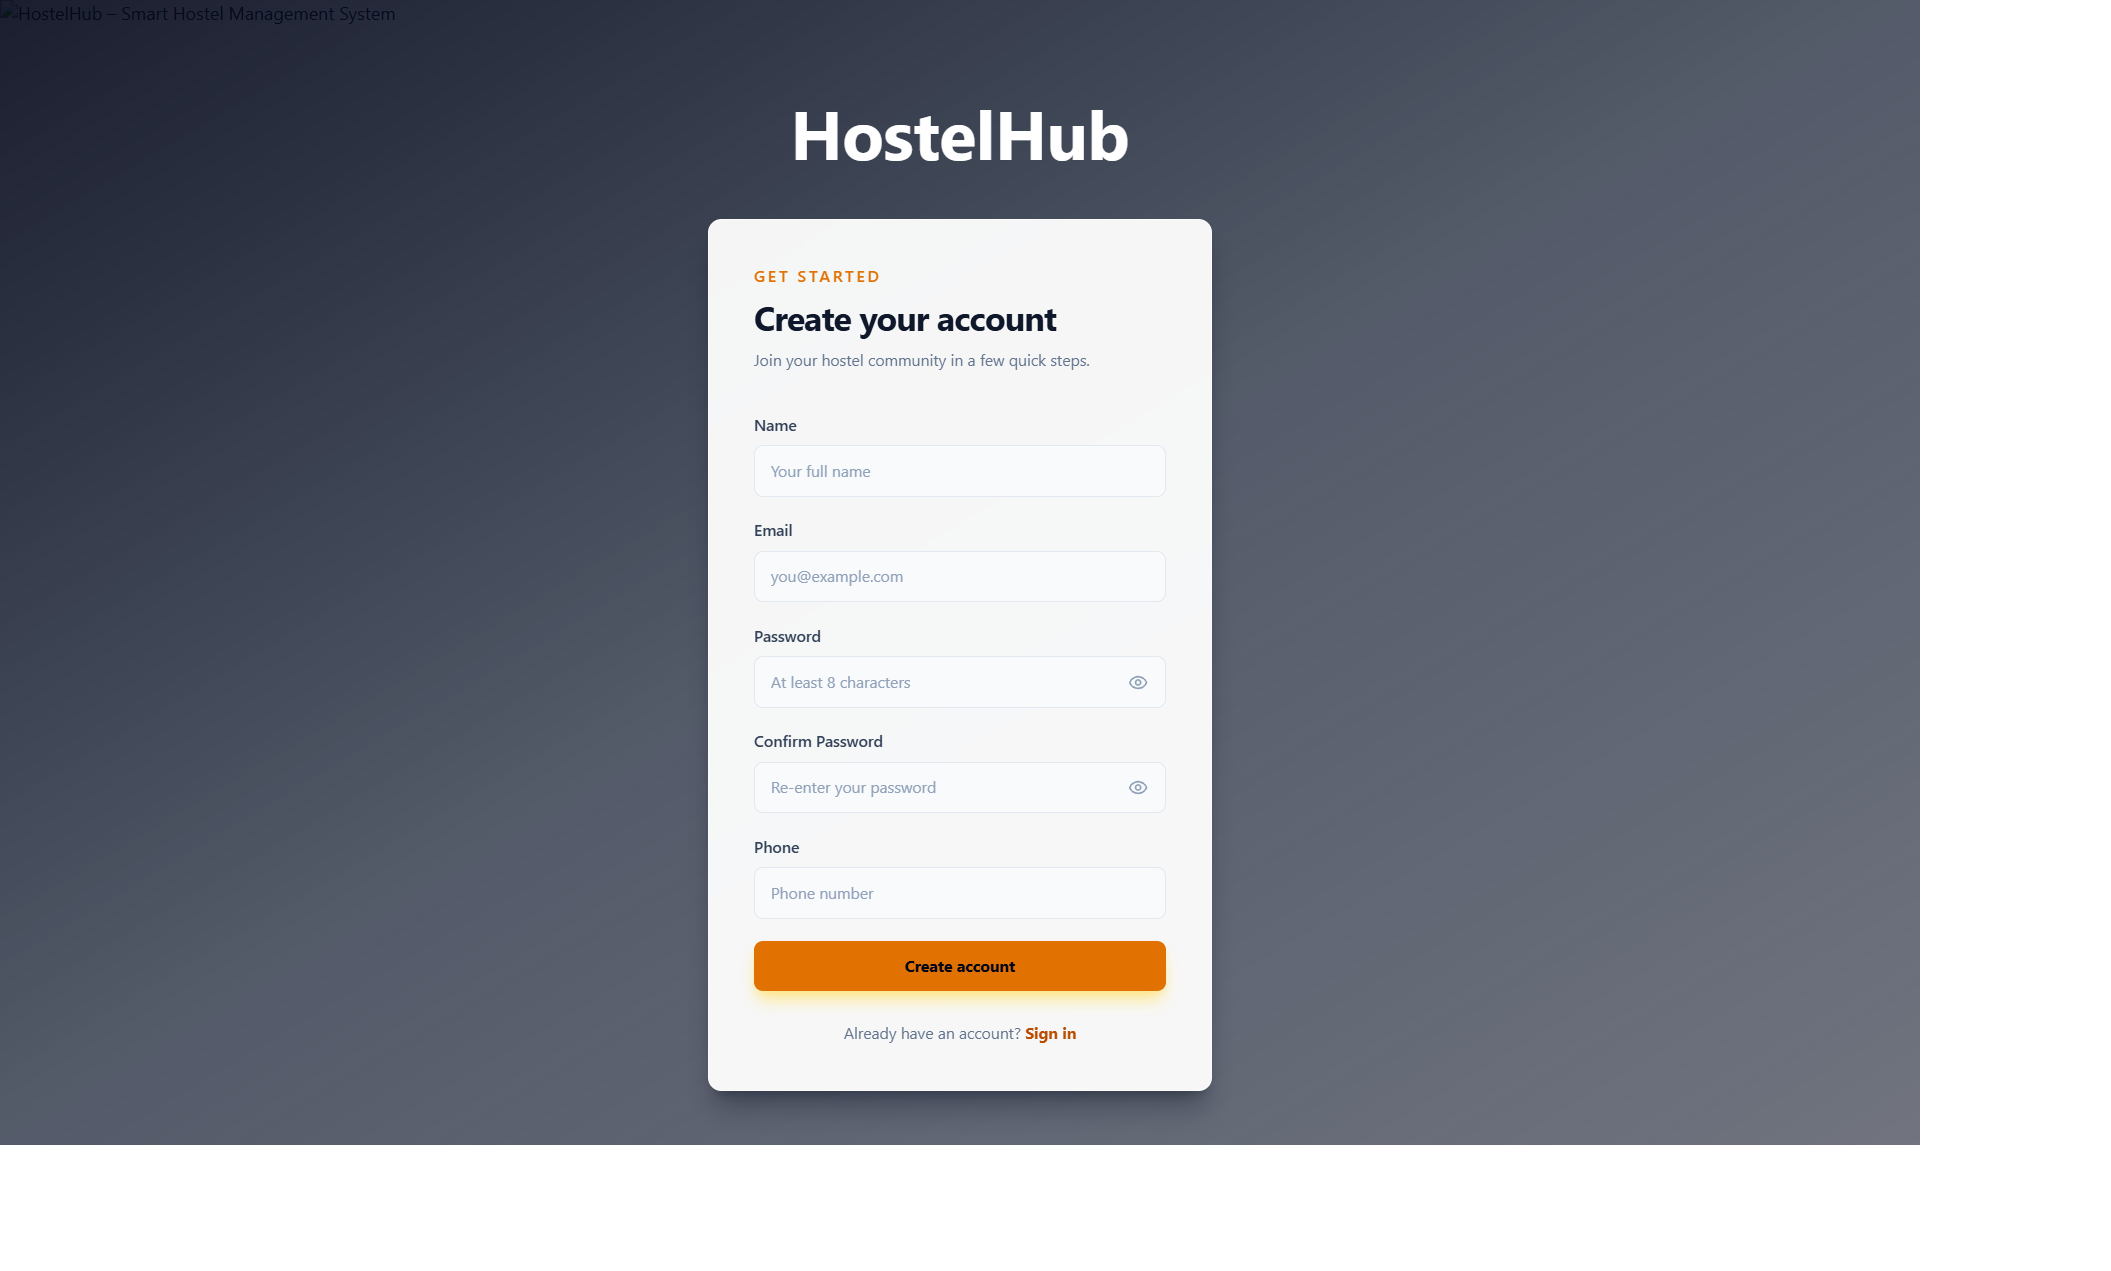 HostelHub – Smart Hostel Management System
HostelHub
GET STARTED
Create your account
Join your hostel community in a few quick steps.
Name
Your full name
Email
you@example.com
Password
At least 8 characters
Confirm Password
Re-enter your password
Phone
Phone number
Create account
Already have an account? Sign in